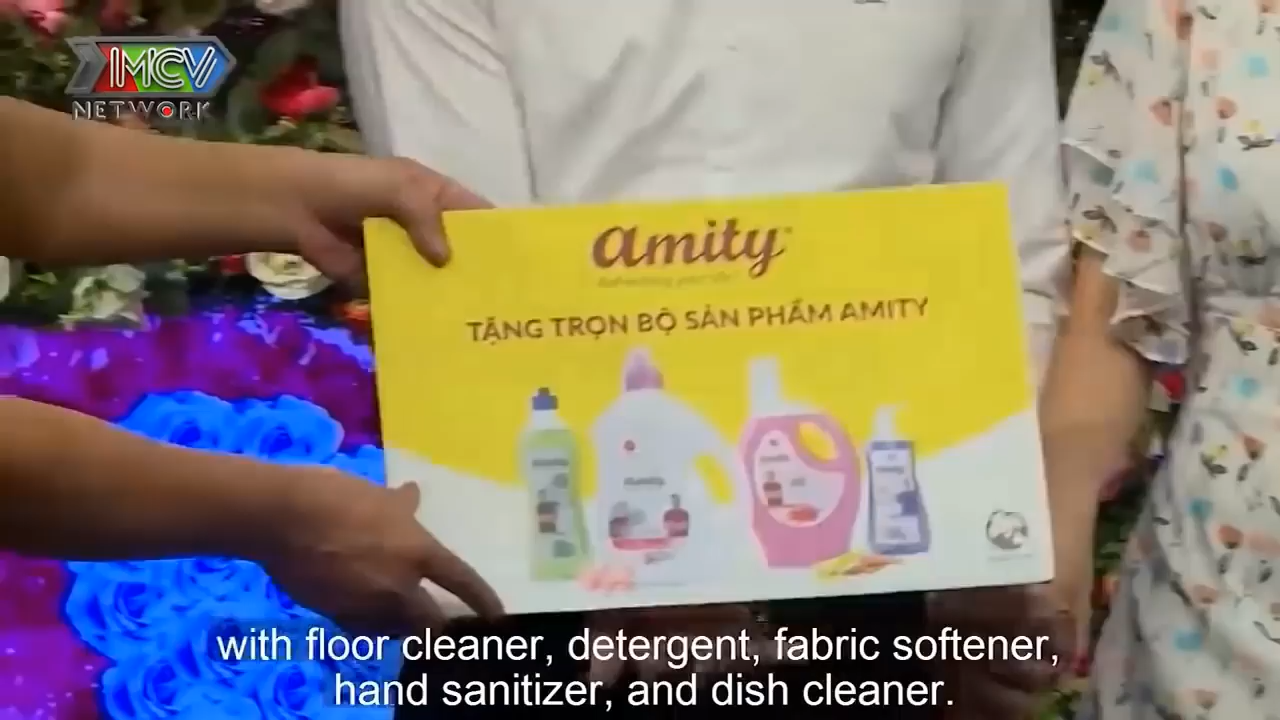 MCV
NETWORK
amity
TẶNG TRỌN BỘ SẢN PHẨM AMITY
with floor cleaner, detergent, fabric softener,
hand sanitizer, and dish cleaner.